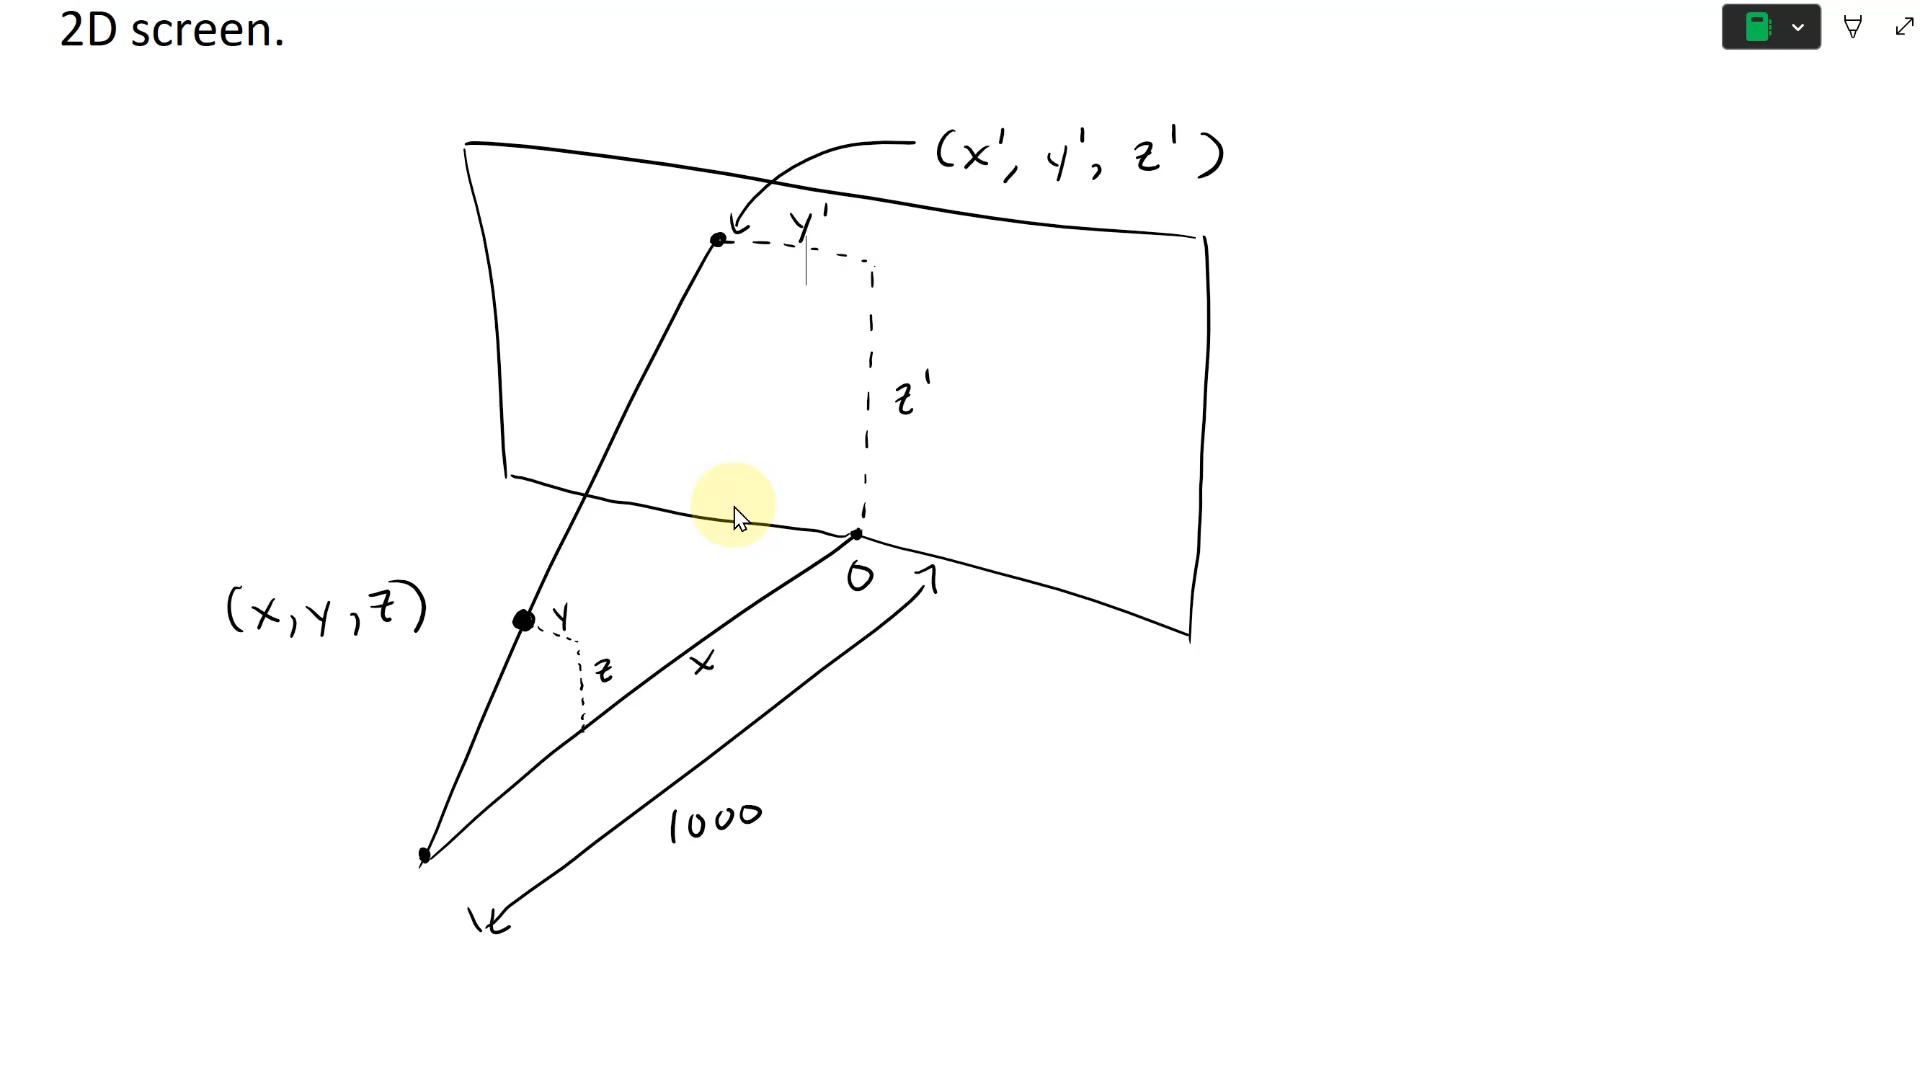 2D screen.
(x', y', z')
y'
z'
0
(x, y, z)
y
z
x
1000